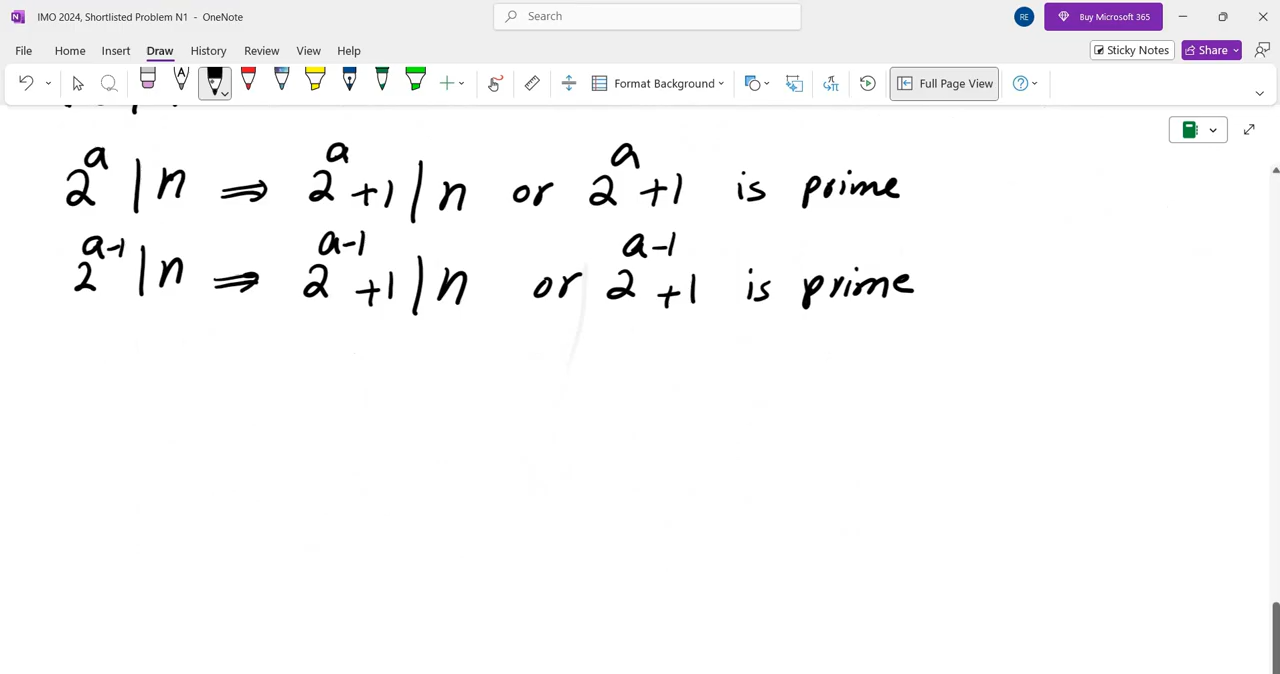 IMO 2024, Shortlisted Problem N1 - OneNote
Search
RE
Buy Microsoft 365
File Home Insert Draw History Review View Help
Sticky Notes
Share
Format Background
Full Page View
2^a | n ⇒ 2^a + 1 | n or 2^a + 1 is prime
2^(a-1) | n ⇒ 2^(a-1) + 1 | n or 2^(a-1) + 1 is prime